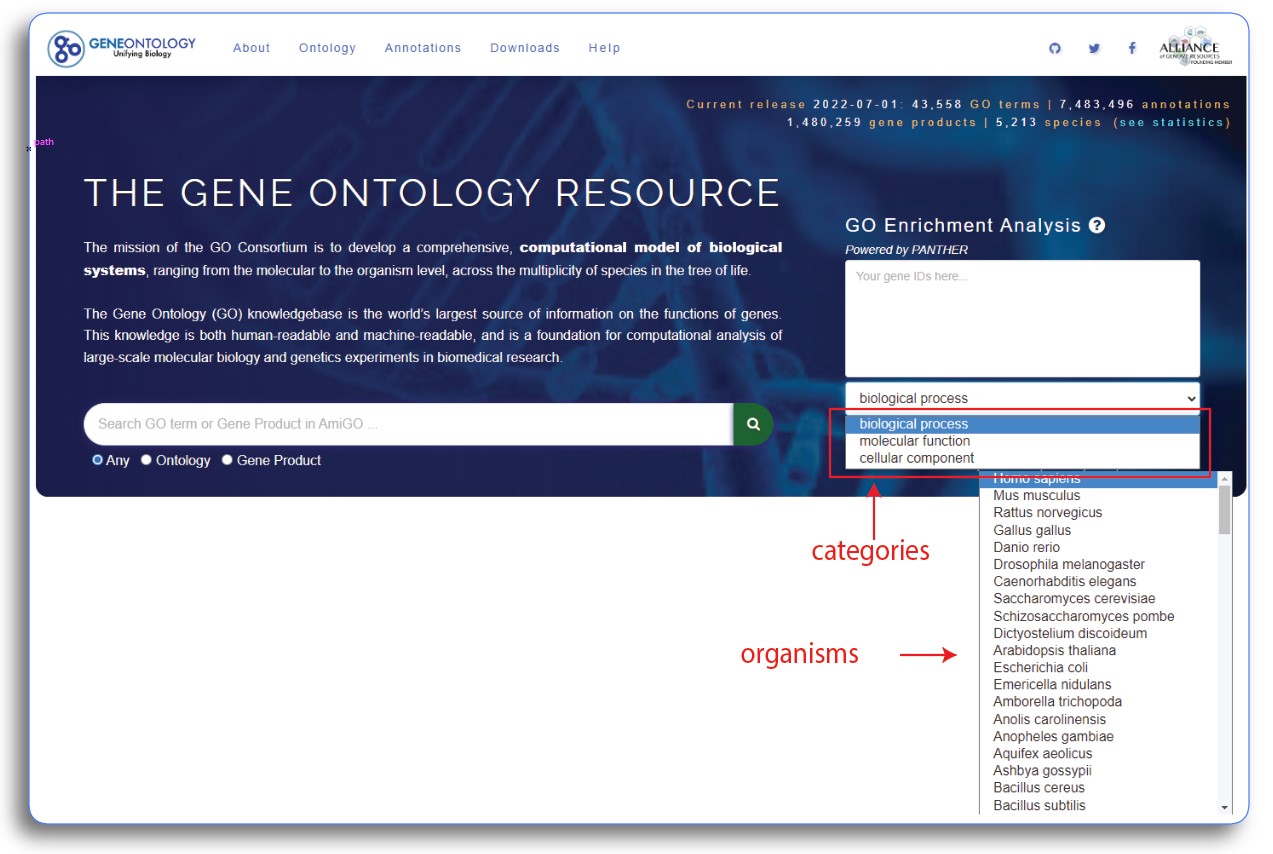 GENEONTOLOGY
Unifying Biology
About Ontology Annotations Downloads Help
ALLIANCE
of GENOME RESOURCES
FOUNDING MEMBER
Current release 2022-07-01: 43,558 GO terms | 7,483,496 annotations
1,480,259 gene products | 5,213 species (see statistics)
path
THE GENE ONTOLOGY RESOURCE
The mission of the GO Consortium is to develop a comprehensive, computational model of biological
systems, ranging from the molecular to the organism level, across the multiplicity of species in the tree of life.
The Gene Ontology (GO) knowledgebase is the world's largest source of information on the functions of genes.
This knowledge is both human-readable and machine-readable, and is a foundation for computational analysis of
large-scale molecular biology and genetics experiments in biomedical research.
Search GO term or Gene Product in AmiGO ...
Any Ontology Gene Product
GO Enrichment Analysis ?
Powered by PANTHER
Your gene IDs here...
biological process
biological process
molecular function
cellular component
categories
organisms
Homo sapiens
Mus musculus
Rattus norvegicus
Gallus gallus
Danio rerio
Drosophila melanogaster
Caenorhabditis elegans
Saccharomyces cerevisiae
Schizosaccharomyces pombe
Dictyostelium discoideum
Arabidopsis thaliana
Escherichia coli
Emericella nidulans
Amborella trichopoda
Anolis carolinensis
Anopheles gambiae
Aquifex aeolicus
Ashbya gossypii
Bacillus cereus
Bacillus subtilis